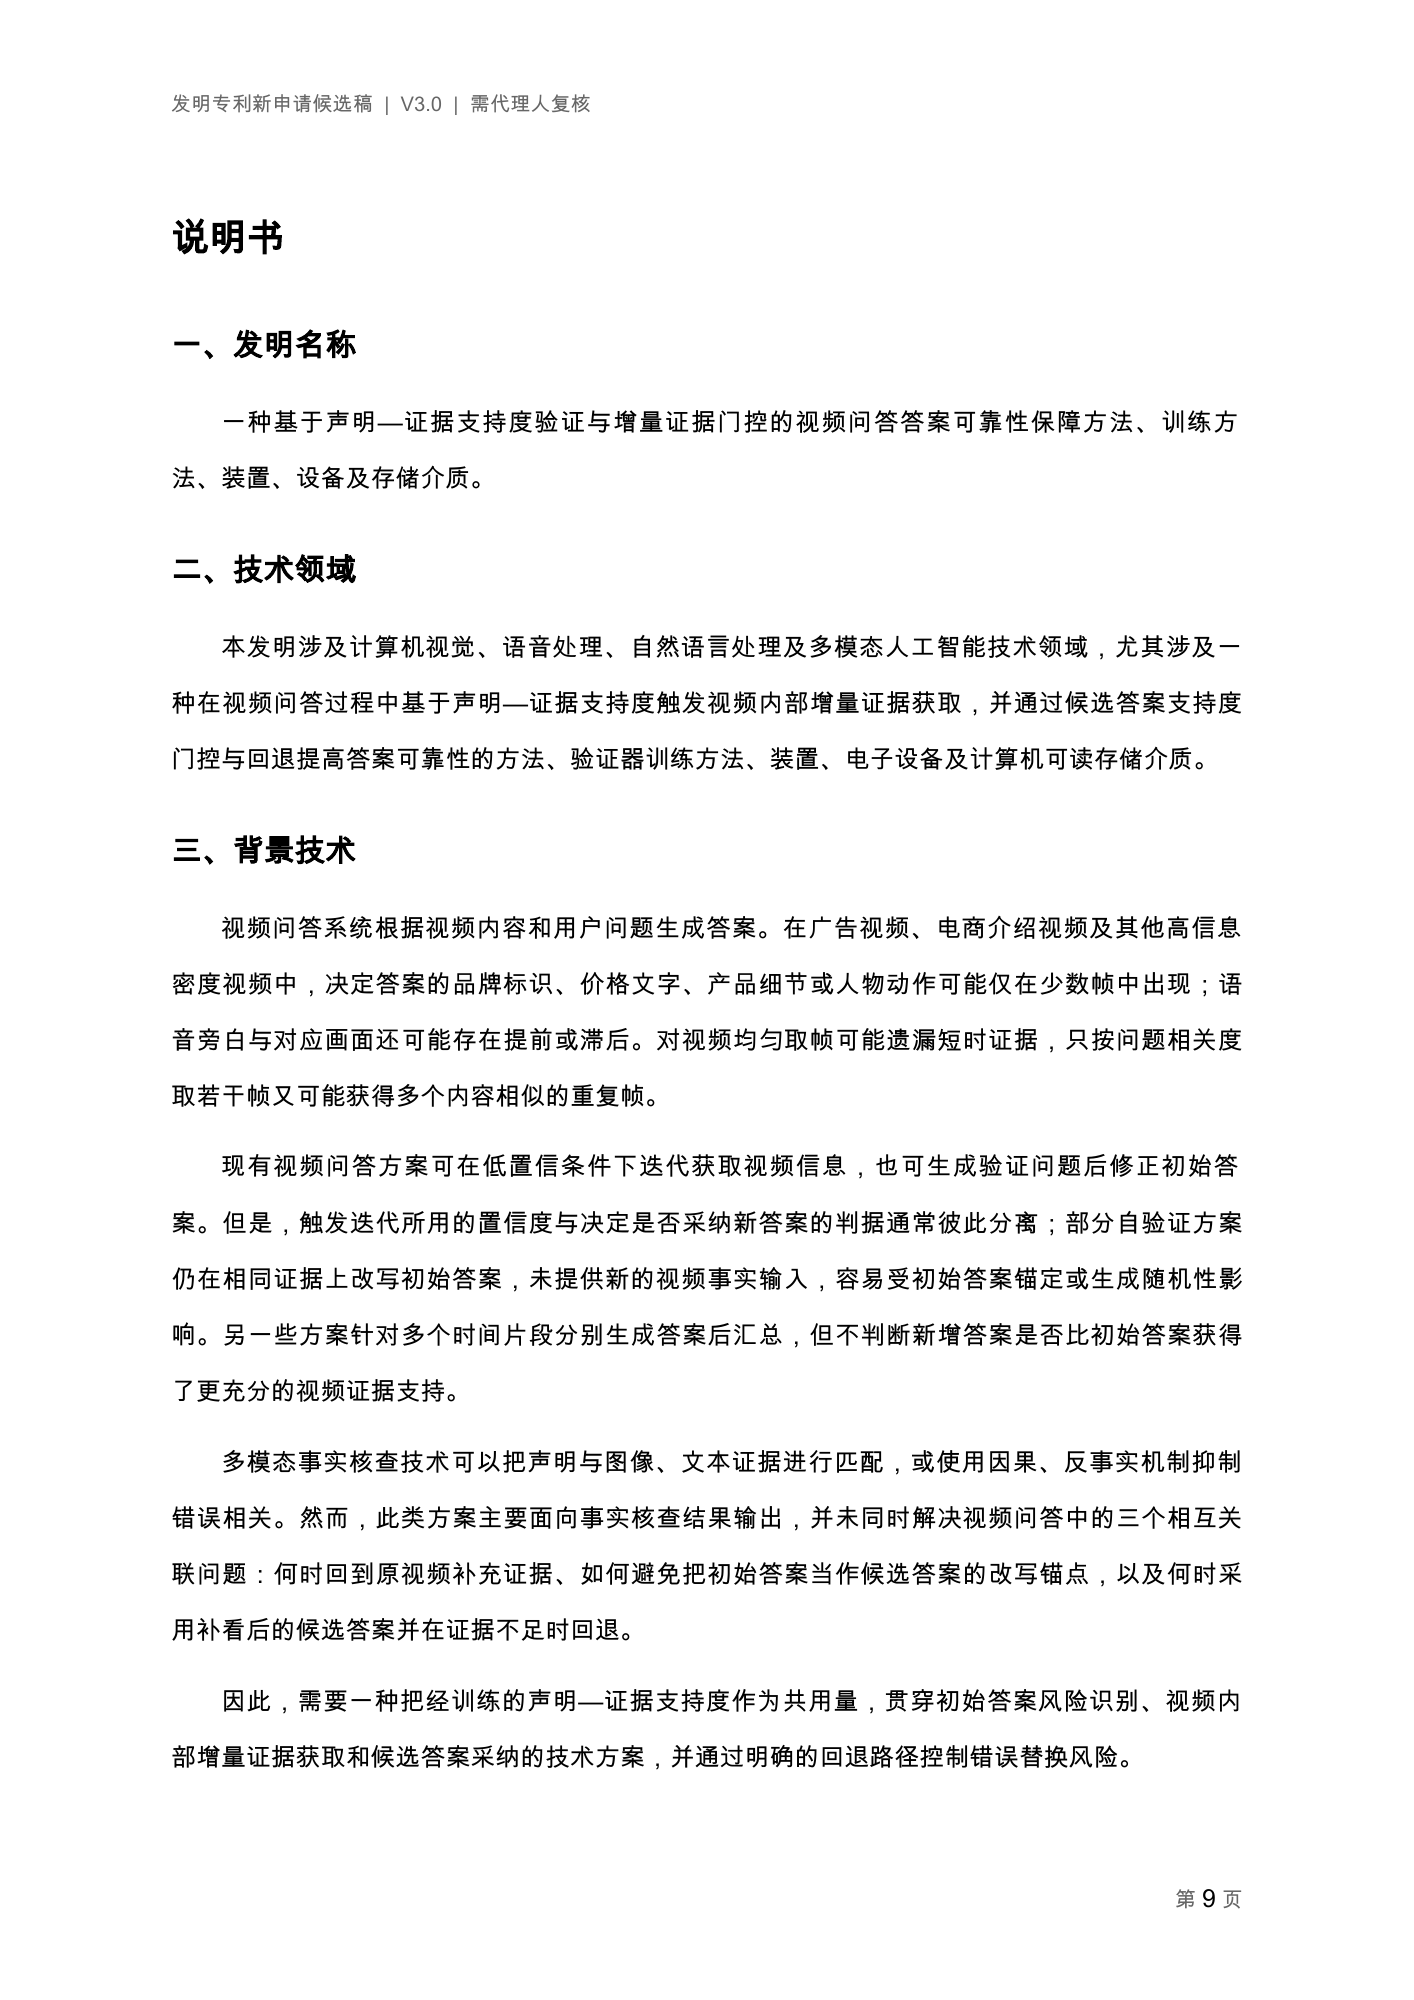 发明专利新申请候选稿 | V3.0 | 需代理人复核
说明书
一、发明名称
一种基于声明—证据支持度验证与增量证据门控的视频问答答案可靠性保障方法、训练方
法、装置、设备及存储介质。
二、技术领域
本发明涉及计算机视觉、语音处理、自然语言处理及多模态人工智能技术领域，尤其涉及一
种在视频问答过程中基于声明—证据支持度触发视频内部增量证据获取，并通过候选答案支持度
门控与回退提高答案可靠性的方法、验证器训练方法、装置、电子设备及计算机可读存储介质。
三、背景技术
视频问答系统根据视频内容和用户问题生成答案。在广告视频、电商介绍视频及其他高信息
密度视频中，决定答案的品牌标识、价格文字、产品细节或人物动作可能仅在少数帧中出现；语
音旁白与对应画面还可能存在提前或滞后。对视频均匀取帧可能遗漏短时证据，只按问题相关度
取若干帧又可能获得多个内容相似的重复帧。
现有视频问答方案可在低置信条件下迭代获取视频信息，也可生成验证问题后修正初始答
案。但是，触发迭代所用的置信度与决定是否采纳新答案的判据通常彼此分离；部分自验证方案
仍在相同证据上改写初始答案，未提供新的视频事实输入，容易受初始答案锚定或生成随机性影
响。另一些方案针对多个时间片段分别生成答案后汇总，但不判断新增答案是否比初始答案获得
了更充分的视频证据支持。
多模态事实核查技术可以把声明与图像、文本证据进行匹配，或使用因果、反事实机制抑制
错误相关。然而，此类方案主要面向事实核查结果输出，并未同时解决视频问答中的三个相互关
联问题：何时回到原视频补充证据、如何避免把初始答案当作候选答案的改写锚点，以及何时采
用补看后的候选答案并在证据不足时回退。
因此，需要一种把经训练的声明—证据支持度作为共用量，贯穿初始答案风险识别、视频内
部增量证据获取和候选答案采纳的技术方案，并通过明确的回退路径控制错误替换风险。
第 9 页